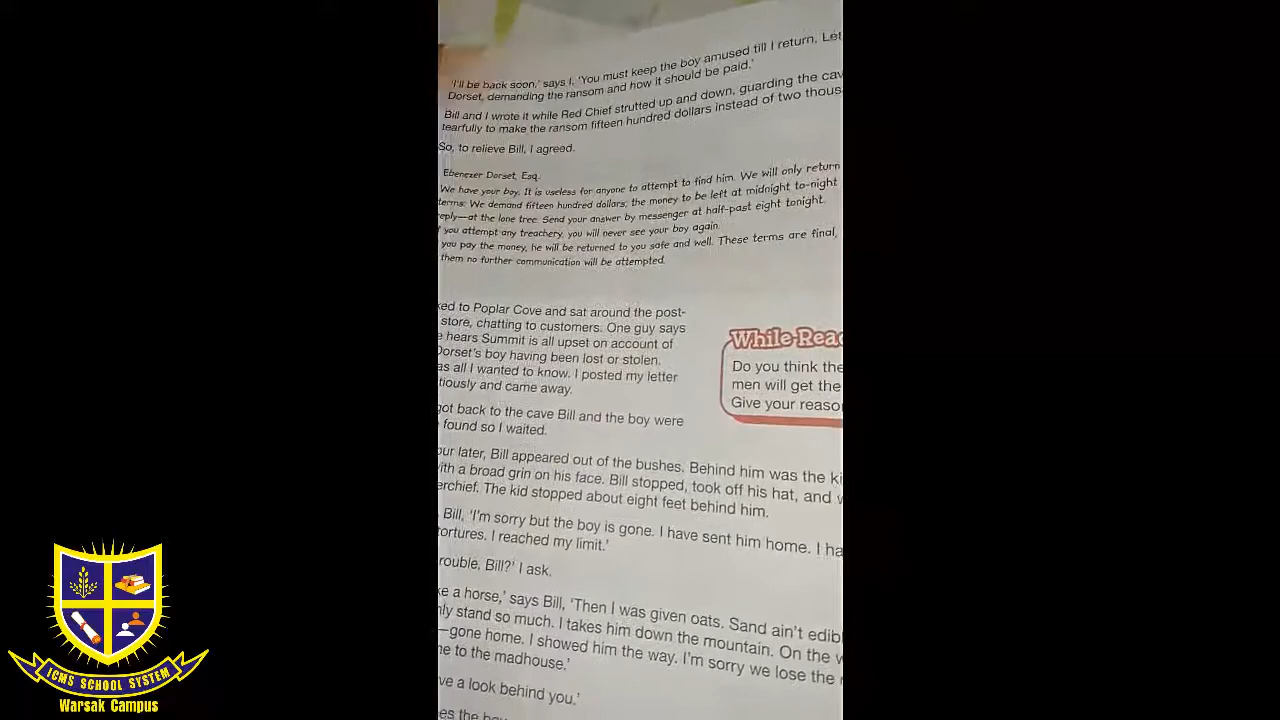 'I'll be back soon,' says I. 'You must keep the boy amused till I return. Let
Dorset, demanding the ransom and how it should be paid.'
Bill and I wrote it while Red Chief strutted up and down, guarding the cav
tearfully to make the ransom fifteen hundred dollars instead of two thous
So, to relieve Bill, I agreed.
Ebenezer Dorset, Esq.
We have your boy. It is useless for anyone to attempt to find him. We will only return
terms: We demand fifteen hundred dollars; the money to be left at midnight to-night
reply—at the lone tree. Send your answer by messenger at half-past eight tonight.
f you attempt any treachery, you will never see your boy again.
you pay the money, he will be returned to you safe and well. These terms are final,
them no further communication will be attempted.
ked to Poplar Cove and sat around the post-
store, chatting to customers. One guy says
e hears Summit is all upset on account of
Dorset's boy having been lost or stolen.
as all I wanted to know. I posted my letter
tiously and came away.
got back to the cave Bill and the boy were
found so I waited.
While-Read
Do you think the
men will get the
Give your reaso
our later, Bill appeared out of the bushes. Behind him was the ki
with a broad grin on his face. Bill stopped, took off his hat, and w
erchief. The kid stopped about eight feet behind him.
Bill, 'I'm sorry but the boy is gone. I have sent him home. I ha
tortures. I reached my limit.'
rouble, Bill?' I ask.
ke a horse,' says Bill, 'Then I was given oats. Sand ain't edibl
nly stand so much. I takes him down the mountain. On the w
—gone home. I showed him the way. I'm sorry we lose the r
ne to the madhouse.'
ve a look behind you.'
es the boy
ICMS SCHOOL SYSTEM
Warsak Campus